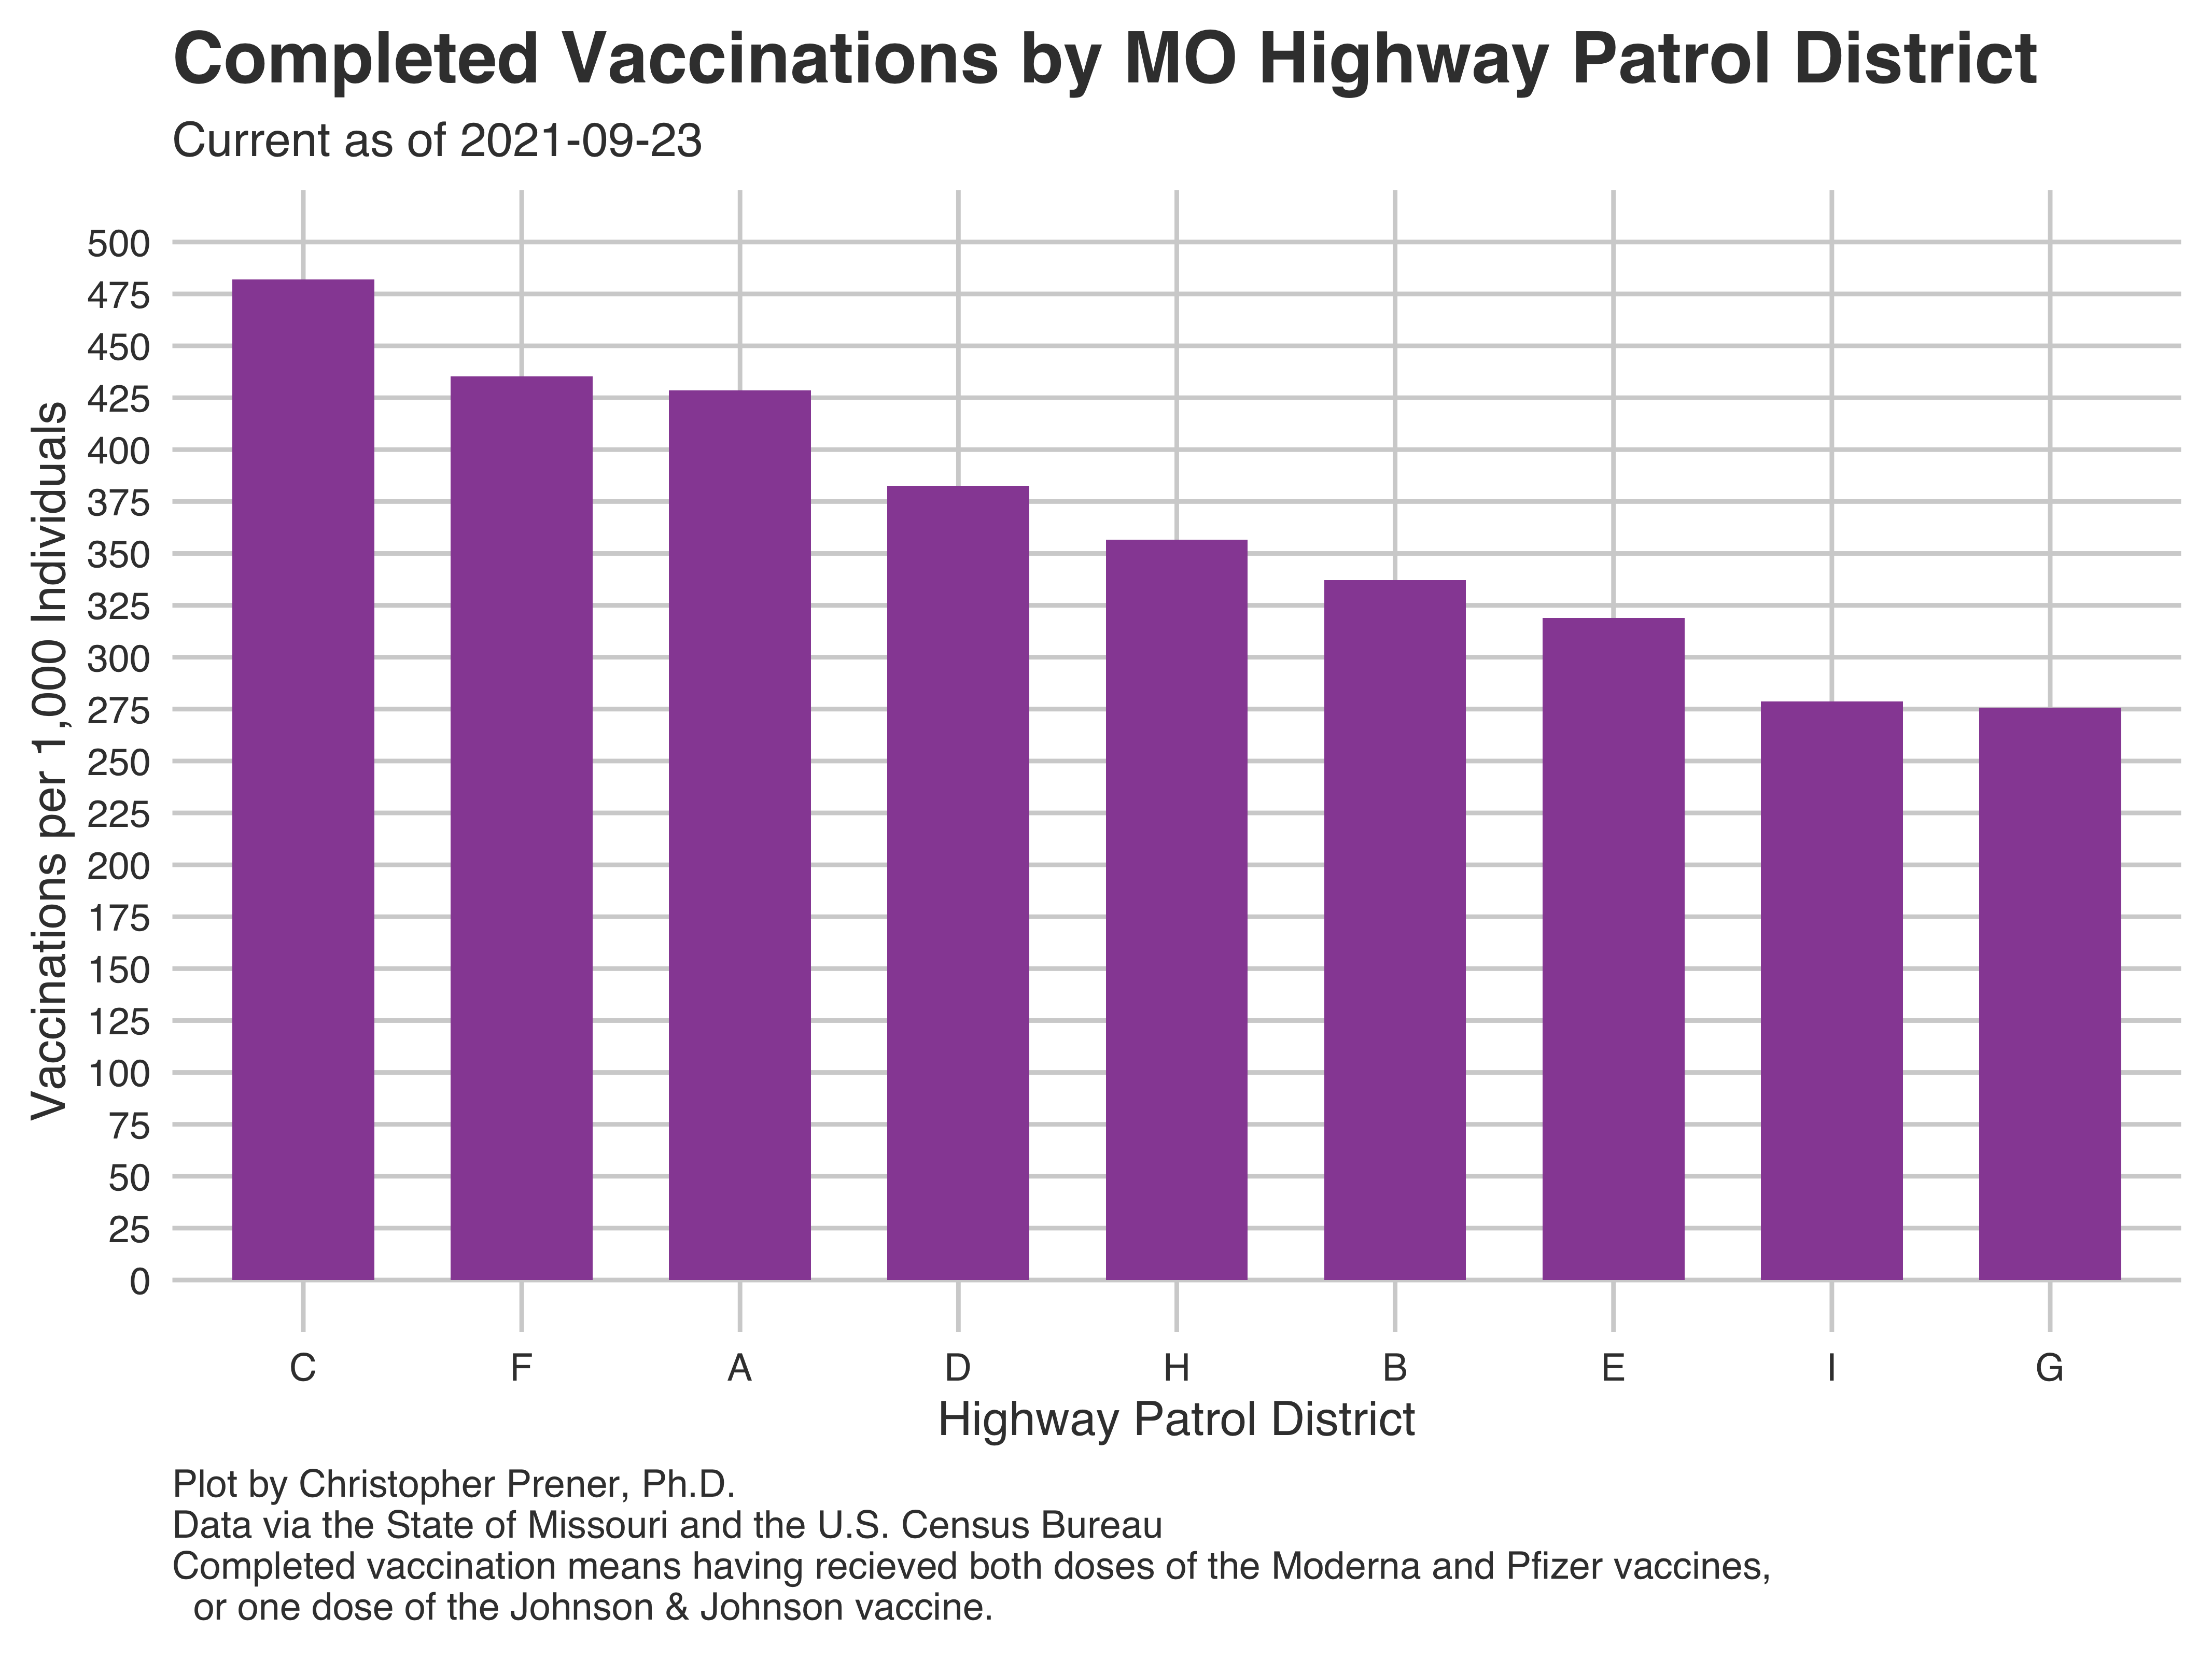 Completed Vaccinations by MO Highway Patrol District
Current as of 2021-09-23
Vaccinations per 1,000 Individuals
500
475
450
425
400
375
350
325
300
275
250
225
200
175
150
125
100
75
50
25
0
C F A D H B E I G
Highway Patrol District
Plot by Christopher Prener, Ph.D.
Data via the State of Missouri and the U.S. Census Bureau
Completed vaccination means having recieved both doses of the Moderna and Pfizer vaccines,
or one dose of the Johnson & Johnson vaccine.